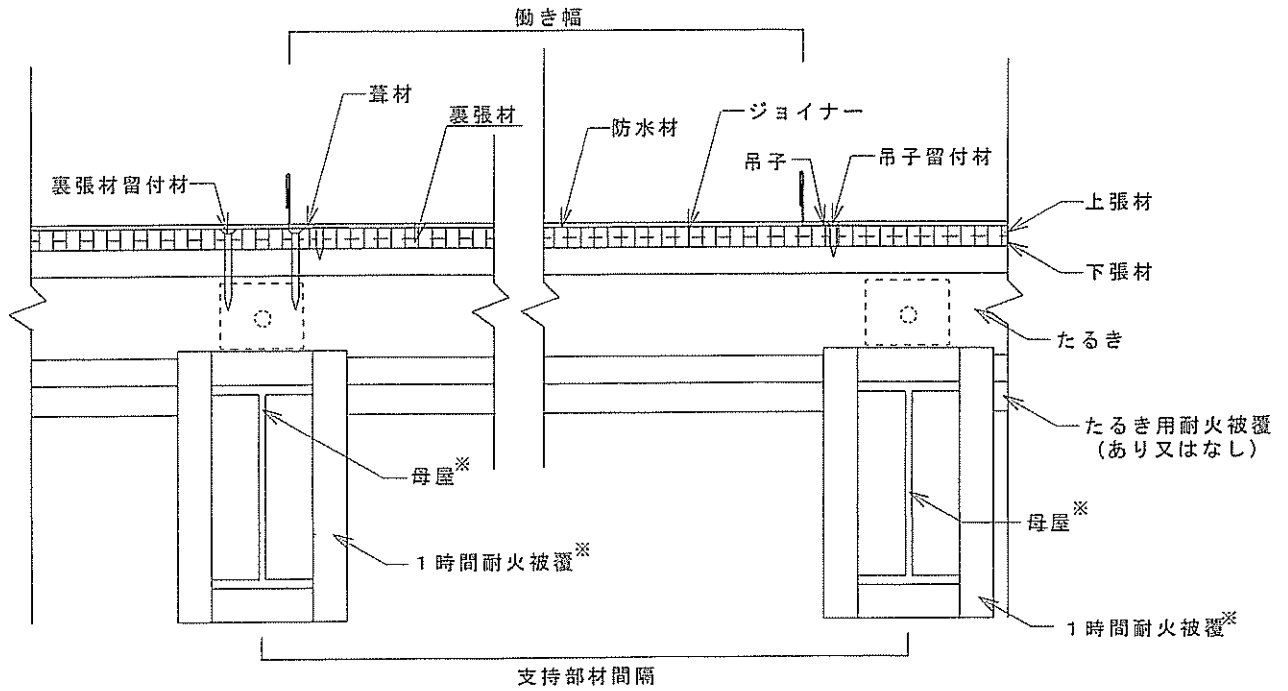 働き幅
葺材
裏張材
防水材
ジョイナー
吊子
吊子留付材
裏張材留付材
上張材
下張材
たるき
たるき用耐火被覆
(あり又はなし)
母屋※
母屋※
1時間耐火被覆※
1時間耐火被覆※
支持部材間隔